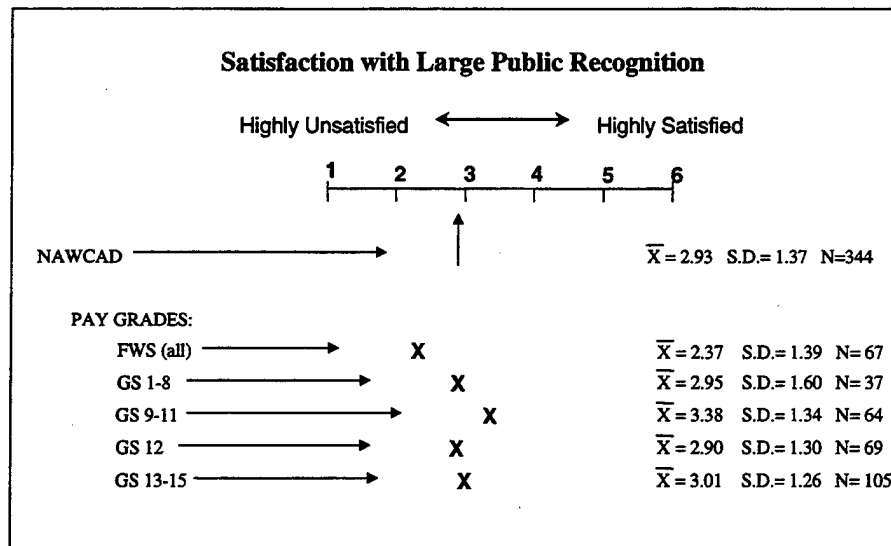 Satisfaction with Large Public Recognition
Highly Unsatisfied Highly Satisfied
1 2 3 4 5 6
NAWCAD X̅ = 2.93 S.D.= 1.37 N=344
PAY GRADES:
FWS (all) X X̅ = 2.37 S.D.= 1.39 N= 67
GS 1-8 X X̅ = 2.95 S.D.= 1.60 N= 37
GS 9-11 X X̅ = 3.38 S.D.= 1.34 N= 64
GS 12 X X̅ = 2.90 S.D.= 1.30 N= 69
GS 13-15 X X̅ = 3.01 S.D.= 1.26 N= 105